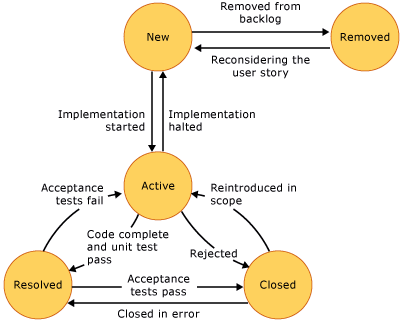 Removed from
backlog
New
Removed
Reconsidering the
user story
Implementation
started
Implementation
halted
Active
Acceptance
tests fail
Reintroduced in
scope
Code complete
and unit test
pass
Rejected
Resolved
Acceptance
tests pass
Closed
Closed in error